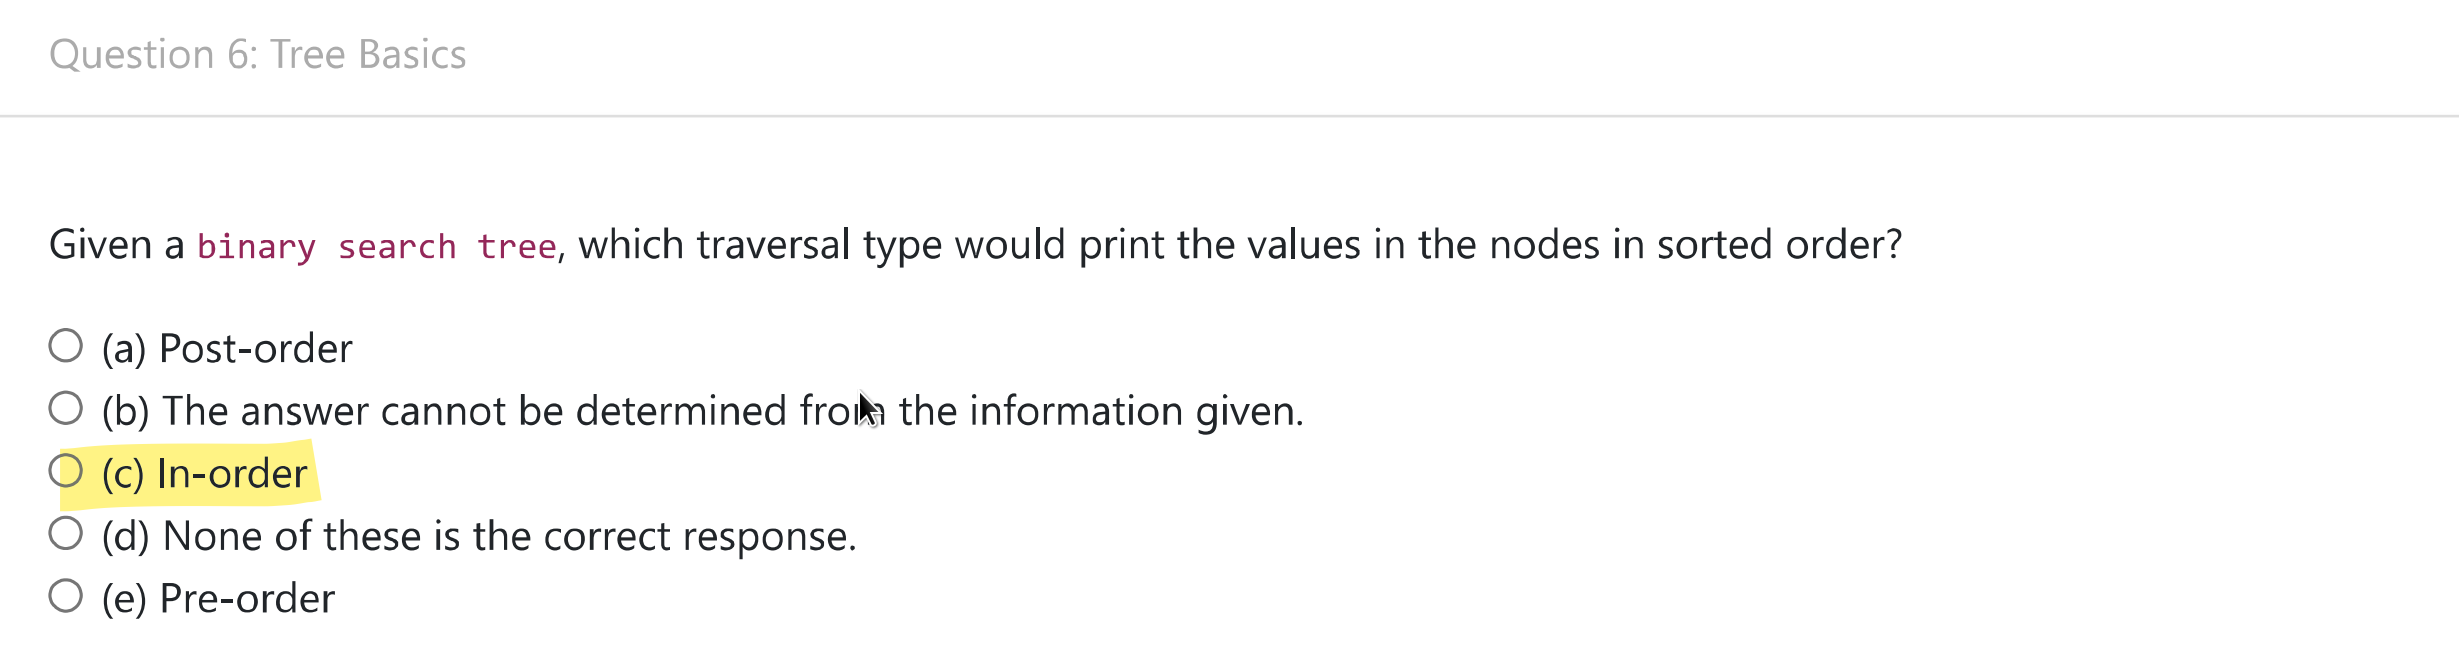 Question 6: Tree Basics
Given a binary search tree, which traversal type would print the values in the nodes in sorted order?
(a) Post-order
(b) The answer cannot be determined from the information given.
(c) In-order
(d) None of these is the correct response.
(e) Pre-order